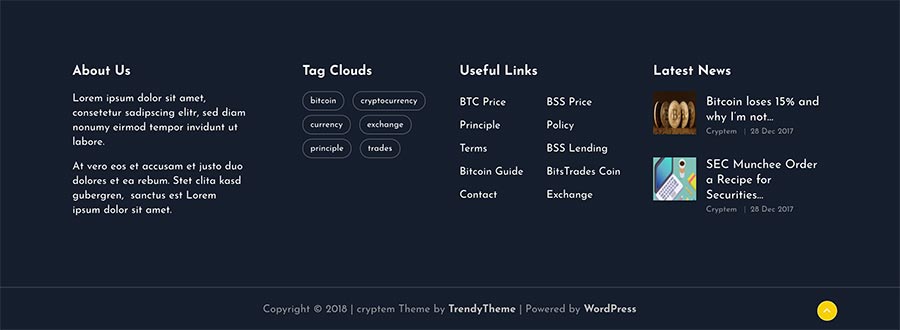 About Us
Lorem ipsum dolor sit amet,
consetetur sadipscing elitr, sed diam
nonumy eirmod tempor invidunt ut
labore.
At vero eos et accusam et justo duo
dolores et ea rebum. Stet clita kasd
gubergren, sanctus est Lorem
ipsum dolor sit amet.
Tag Clouds
bitcoin cryptocurrency
currency exchange
principle trades
Useful Links
BTC Price BSS Price
Principle Policy
Terms BSS Lending
Bitcoin Guide BitsTrades Coin
Contact Exchange
Latest News
Bitcoin loses 15% and
why I'm not...
Cryptem | 28 Dec 2017
SEC Munchee Order
a Recipe for
Securities...
Cryptem | 28 Dec 2017
Copyright © 2018 | cryptem Theme by TrendyTheme | Powered by WordPress